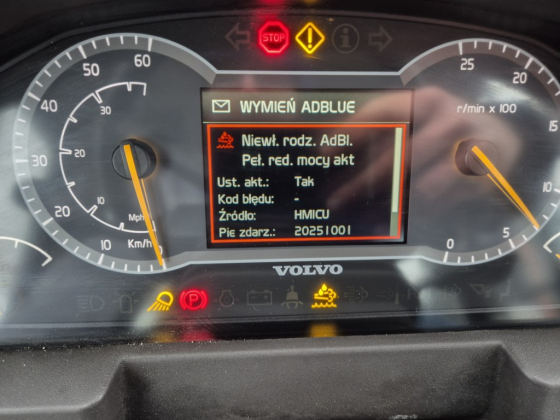 STOP
50
60
40
30
20
10
Km/h
30
20
10
Mph
WYMIEŃ ADBLUE
Niewł. rodz. AdBl.
Peł. red. mocy akt
Ust. akt.: Tak
Kod błędu: -
Źródło: HMICU
Pie zdarz.: 20251001
25
20
r/min x 100
15
10
5
0
VOLVO
P